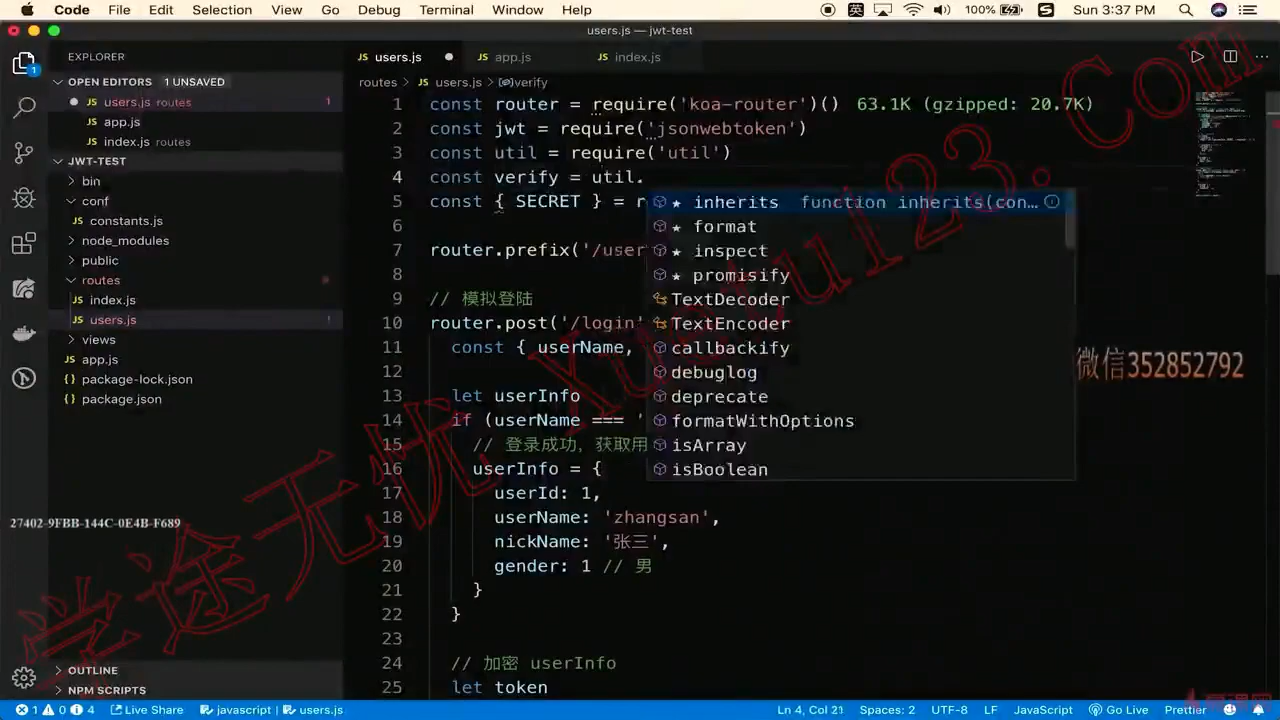 Code File Edit Selection View Go Debug Terminal Window Help 英 100% Sun 3:37 PM
users.js — jwt-test
EXPLORER
OPEN EDITORS 1 UNSAVED
users.js routes 1
app.js
index.js routes
JWT-TEST
bin
conf
constants.js
node_modules
public
routes
index.js
users.js !
views
app.js
package-lock.json
package.json
OUTLINE
NPM SCRIPTS
users.js app.js index.js
routes > users.js > verify
1 const router = require('koa-router')() 63.1K (gzipped: 20.7K)
2 const jwt = require('jsonwebtoken')
3 const util = require('util')
4 const verify = util.
5 const { SECRET } = r
6
7 router.prefix('/user
8
9 // 模拟登陆
10 router.post('/login'
11 const { userName,
12
13 let userInfo
14 if (userName === '
15 // 登录成功，获取用
16 userInfo = {
17 userId: 1,
18 userName: 'zhangsan',
19 nickName: '张三',
20 gender: 1 // 男
21 }
22 }
23
24 // 加密 userInfo
25 let token
★ inherits function inherits(con…
★ format
★ inspect
★ promisify
TextDecoder
TextEncoder
callbackify
debuglog
deprecate
formatWithOptions
isArray
isBoolean
学途无忧 Xuetu123.Com
微信352852792
27402-9FBB-144C-0E4B-F689
1 0 4 Live Share javascript | users.js Ln 4, Col 21 Spaces: 2 UTF-8 LF JavaScript Go Live Prettier